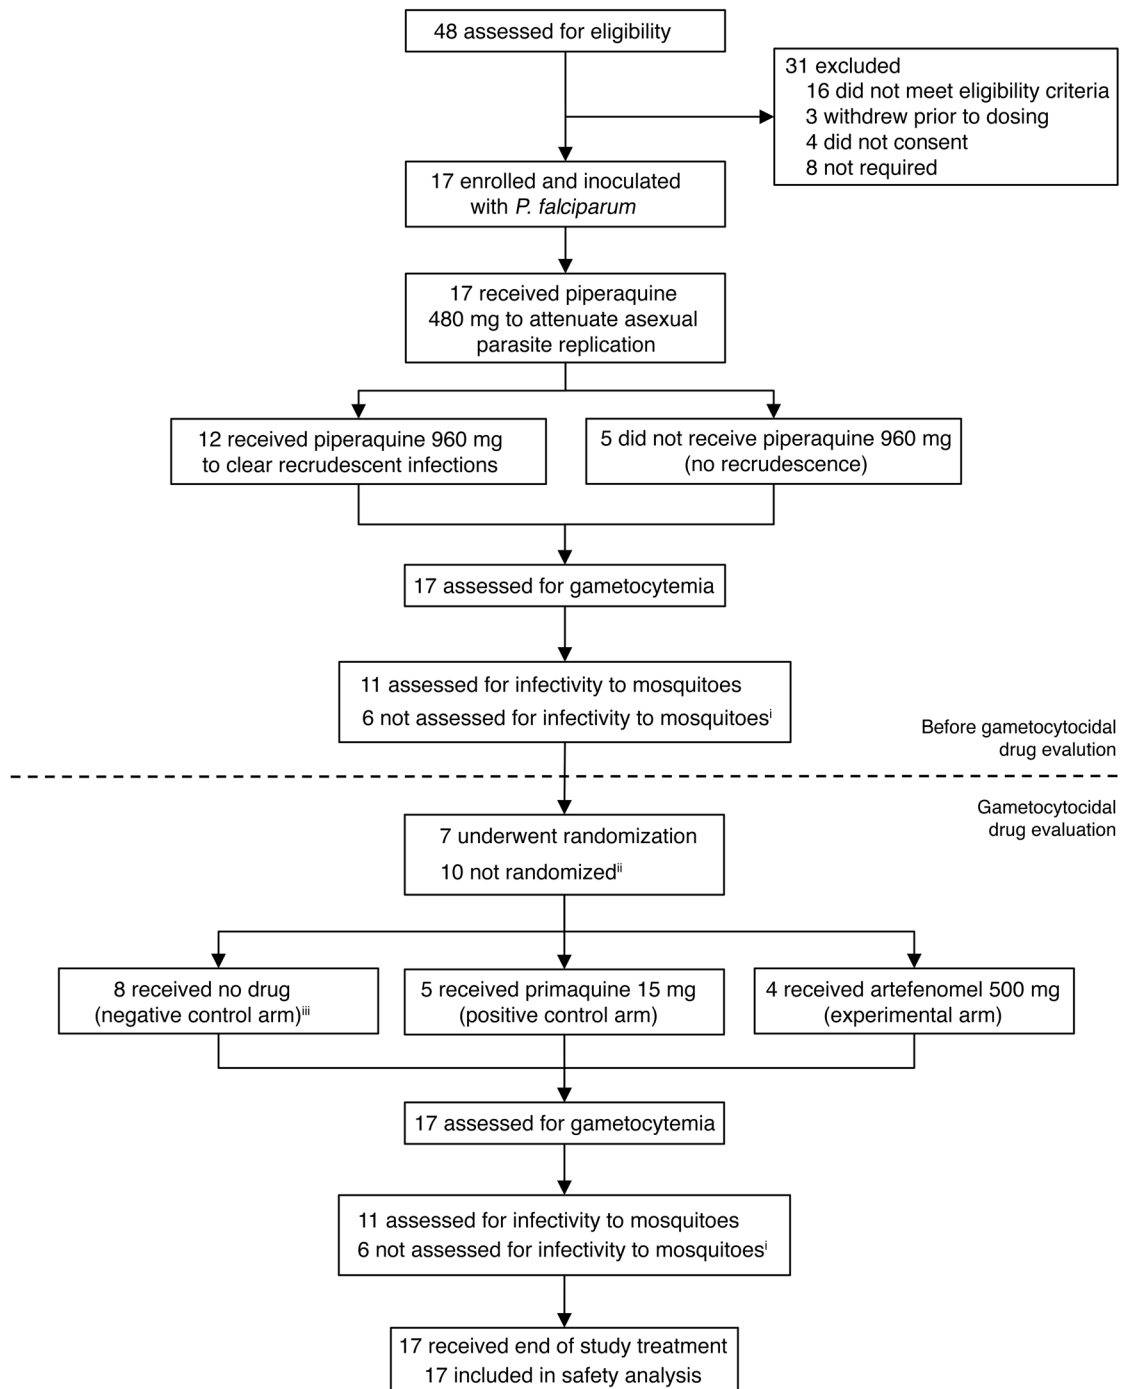 48 assessed for eligibility
31 excluded
16 did not meet eligibility criteria
3 withdrew prior to dosing
4 did not consent
8 not required
17 enrolled and inoculated
with P. falciparum
17 received piperaquine
480 mg to attenuate asexual
parasite replication
12 received piperaquine 960 mg
to clear recrudescent infections
5 did not receive piperaquine 960 mg
(no recrudescence)
17 assessed for gametocytemia
11 assessed for infectivity to mosquitoes
6 not assessed for infectivity to mosquitoesⁱ
Before gametocytocidal
drug evalution
Gametocytocidal
drug evaluation
7 underwent randomization
10 not randomizedⁱⁱ
8 received no drug
(negative control arm)ⁱⁱⁱ
5 received primaquine 15 mg
(positive control arm)
4 received artefenomel 500 mg
(experimental arm)
17 assessed for gametocytemia
11 assessed for infectivity to mosquitoes
6 not assessed for infectivity to mosquitoesⁱ
17 received end of study treatment
17 included in safety analysis